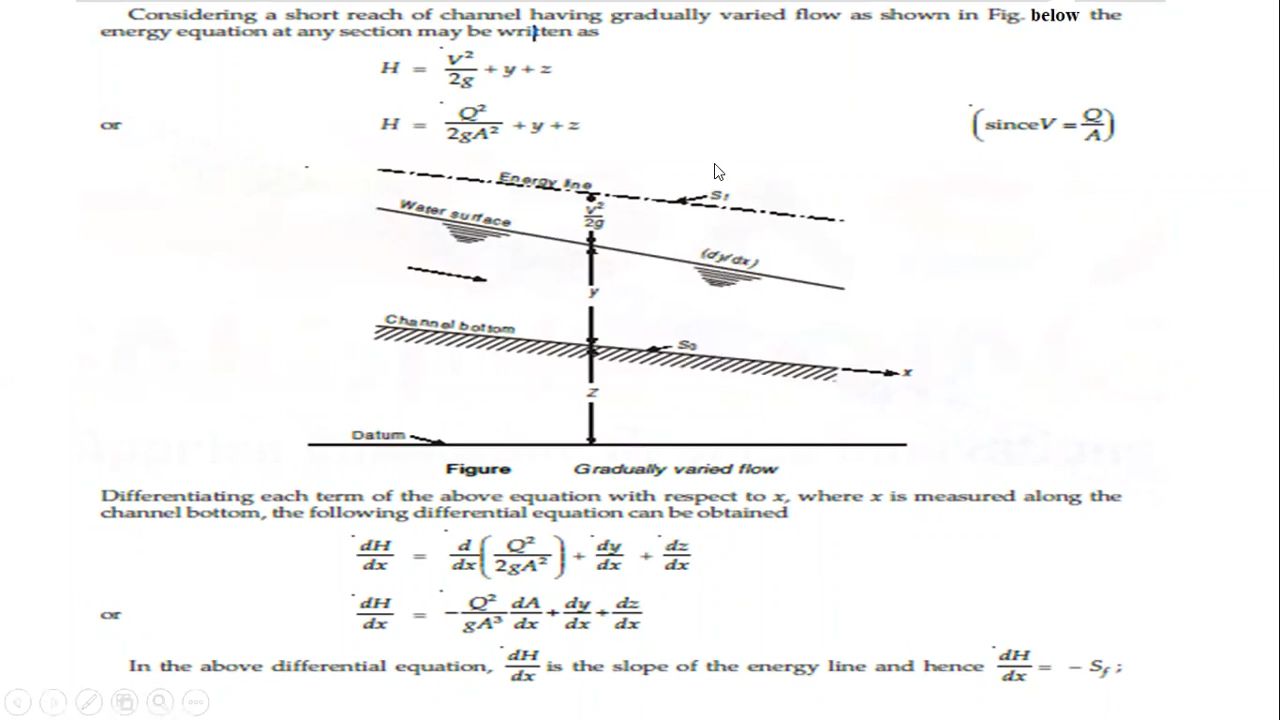 Considering a short reach of channel having gradually varied flow as shown in Fig. below the
energy equation at any section may be written as
H = V²/2g + y + z
or H = Q²/2gA² + y + z (since V = Q/A)
Energy line
S₁
V²/2g
Water surface
(dy/dx)
y
Channel bottom
S₀
x
z
Datum
Figure Gradually varied flow
Differentiating each term of the above equation with respect to x, where x is measured along the
channel bottom, the following differential equation can be obtained
dH/dx = d/dx (Q²/2gA²) + dy/dx + dz/dx
or dH/dx = − Q²/gA³ dA/dx + dy/dx + dz/dx
In the above differential equation, dH/dx is the slope of the energy line and hence dH/dx = − S_f ;